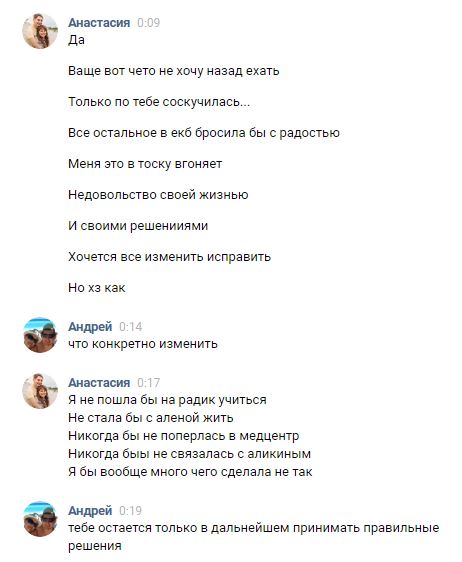 Анастасия 0:09
Да
Ваще вот чето не хочу назад ехать
Только по тебе соскучилась...
Все остальное в екб бросила бы с радостью
Меня это в тоску вгоняет
Недовольство своей жизнью
И своими решенииями
Хочется все изменить исправить
Но хз как
Андрей 0:14
что конкретно изменить
Анастасия 0:17
Я не пошла бы на радик учиться
Не стала бы с аленой жить
Никогда бы не поперлась в медцентр
Никогда быы не связалась с аликиным
Я бы вообще много чего сделала не так
Андрей 0:19
тебе остается только в дальнейшем принимать правильные
решения